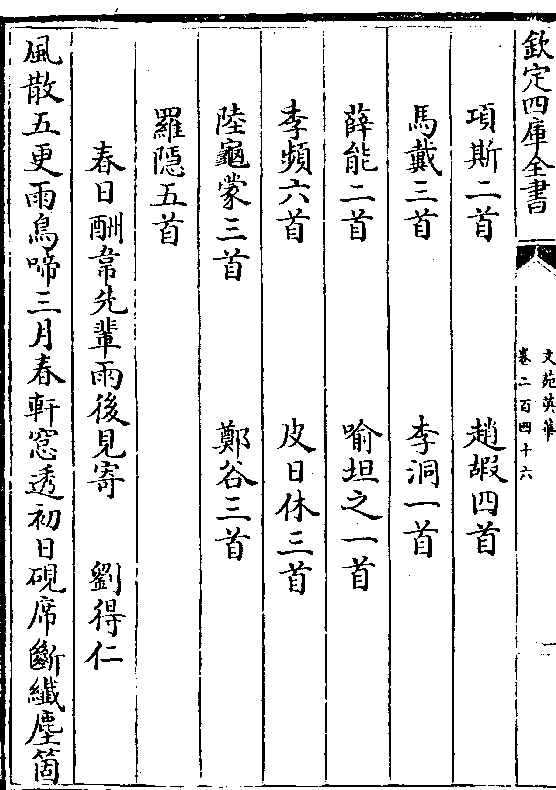 欽定四庫全書
文苑英華
卷二百四十六
一
項斯二首 趙嘏四首
馬戴三首 李洞一首
薛能二首 喻坦之一首
李頻六首 皮日休三首
陸龜蒙三首 鄭谷三首
羅隱五首
春日酬韋先輩雨後見寄 劉得仁
風散五更雨鳥啼三月春軒窓透初日硯席斷纖塵箇